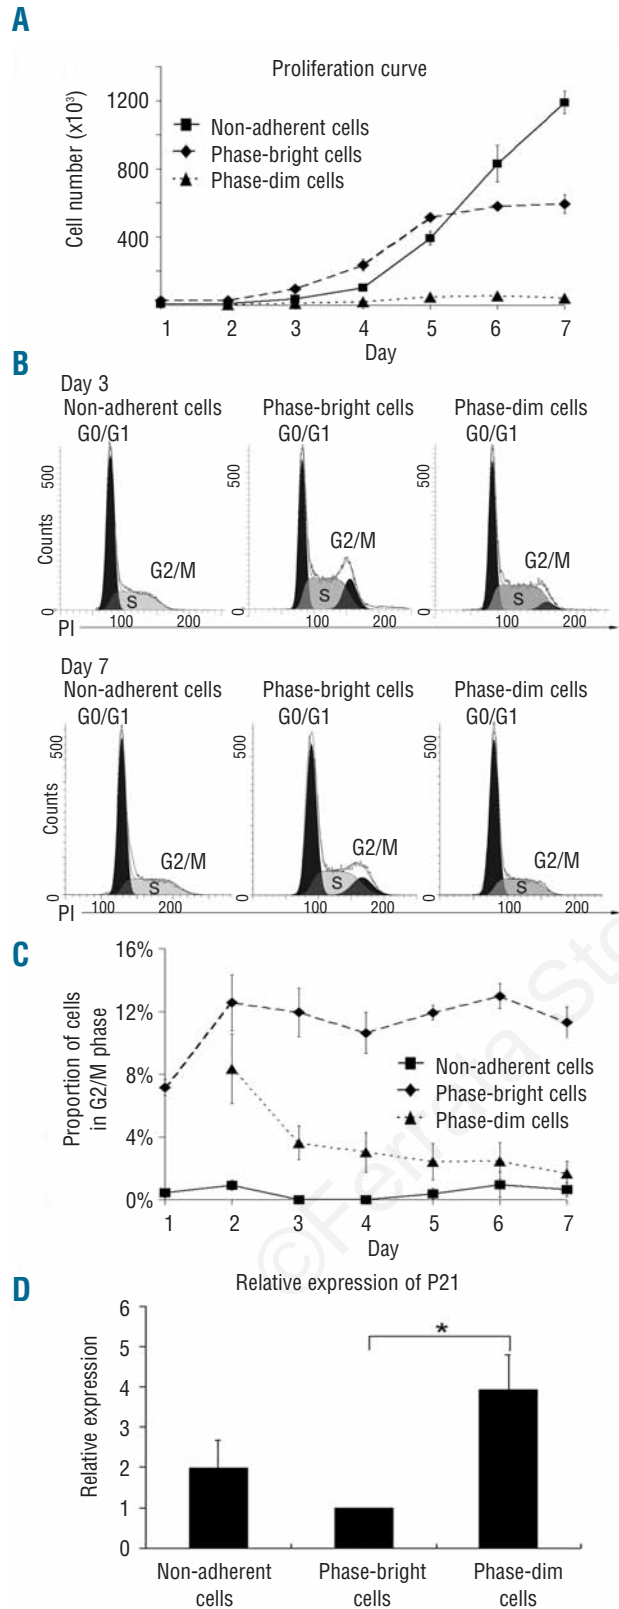 A
Proliferation curve
Cell number (x10³)
1200
800
400
Non-adherent cells
Phase-bright cells
Phase-dim cells
1 2 3 4 5 6 7
Day
B
Day 3
Non-adherent cells Phase-bright cells Phase-dim cells
G0/G1 G0/G1 G0/G1
500 500 500
Counts
G2/M G2/M G2/M
S S S
0 0 0
PI 100 200 100 200 100 200
Day 7
Non-adherent cells Phase-bright cells Phase-dim cells
G0/G1 G0/G1 G0/G1
500 500 500
Counts
G2/M G2/M G2/M
S S S
0 0 0
PI 100 200 100 200 100 200
C
Proportion of cells
in G2/M phase
16%
12%
8%
4%
0%
Non-adherent cells
Phase-bright cells
Phase-dim cells
1 2 3 4 5 6 7
Day
©Ferrata Sto
D
Relative expression of P21
Relative expression
6
5
4
3
2
1
0
*
Non-adherent cells
Phase-bright cells
Phase-dim cells